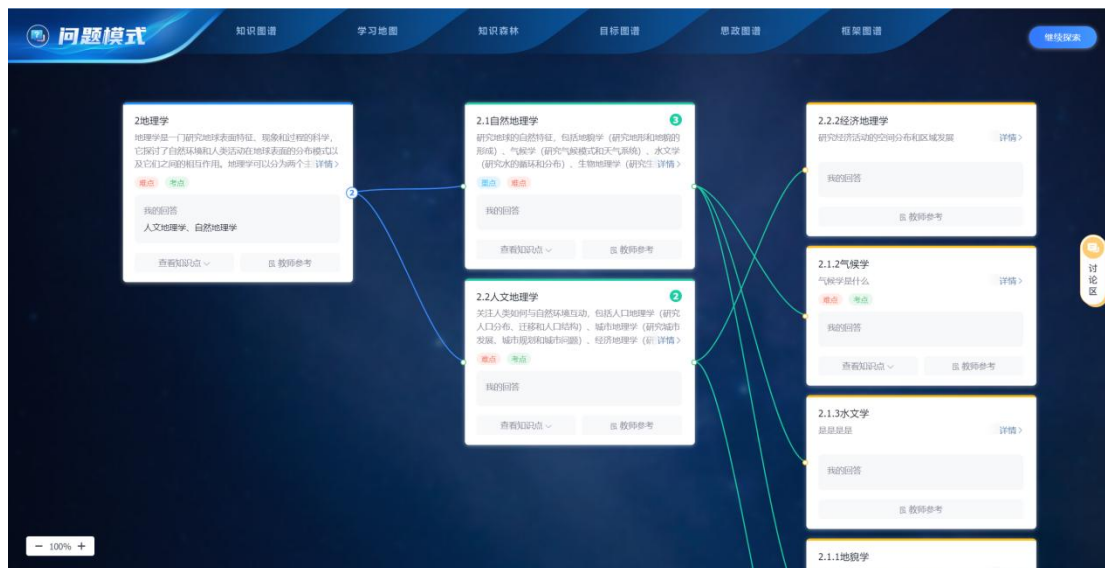 问题模式
知识图谱
学习地图
知识森林
目标图谱
思政图谱
框架图谱
继续探索
2地理学
地理学是一门研究地球表面特征、现象和过程的科学,
它探讨了自然环境和人类活动在地球表面的分布模式以
及它们之间的相互作用。地理学可以分为两个主 详情>
难点 考点
我的回答
人文地理学、自然地理学
查看知识点
教师参考
2
2.1自然地理学
3
研究地球的自然特征,包括地貌学(研究地形和地貌的
形成)、气候学(研究气候模式和天气系统)、水文学
(研究水的循环和分布)、生物地理学(研究生 详情>
重点 难点
我的回答
查看知识点
教师参考
2.2人文地理学
2
关注人类如何与自然环境互动,包括人口地理学(研究
人口分布、迁移和人口结构)、城市地理学(研究城市
发展、城市规划和城市问题)、经济地理学(研 详情>
难点 考点
我的回答
查看知识点
教师参考
2.2.2经济地理学
研究经济活动的空间分布和区域发展 详情>
我的回答
教师参考
2.1.2气候学
气候学是什么 详情>
难点 考点
我的回答
查看知识点
教师参考
2.1.3水文学
是是是是 详情>
我的回答
教师参考
2.1.1地貌学
讨论区
- 100% +